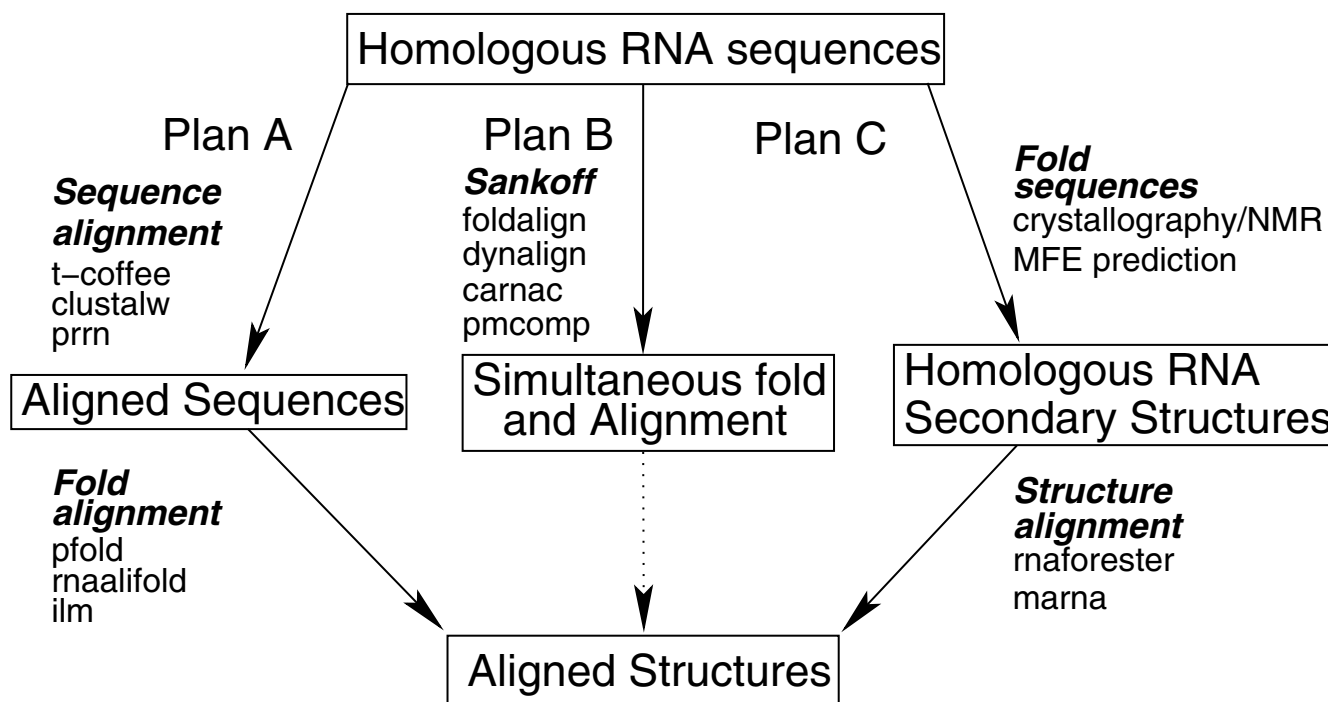 Homologous RNA sequences
Plan A
Sequence
alignment
t−coffee
clustalw
prrn
Plan B
Sankoff
foldalign
dynalign
carnac
pmcomp
Plan C
Fold
sequences
crystallography/NMR
MFE prediction
Aligned Sequences
Simultaneous fold
and Alignment
Homologous RNA
Secondary Structures
Fold
alignment
pfold
rnaalifold
ilm
Structure
alignment
rnaforester
marna
Aligned Structures